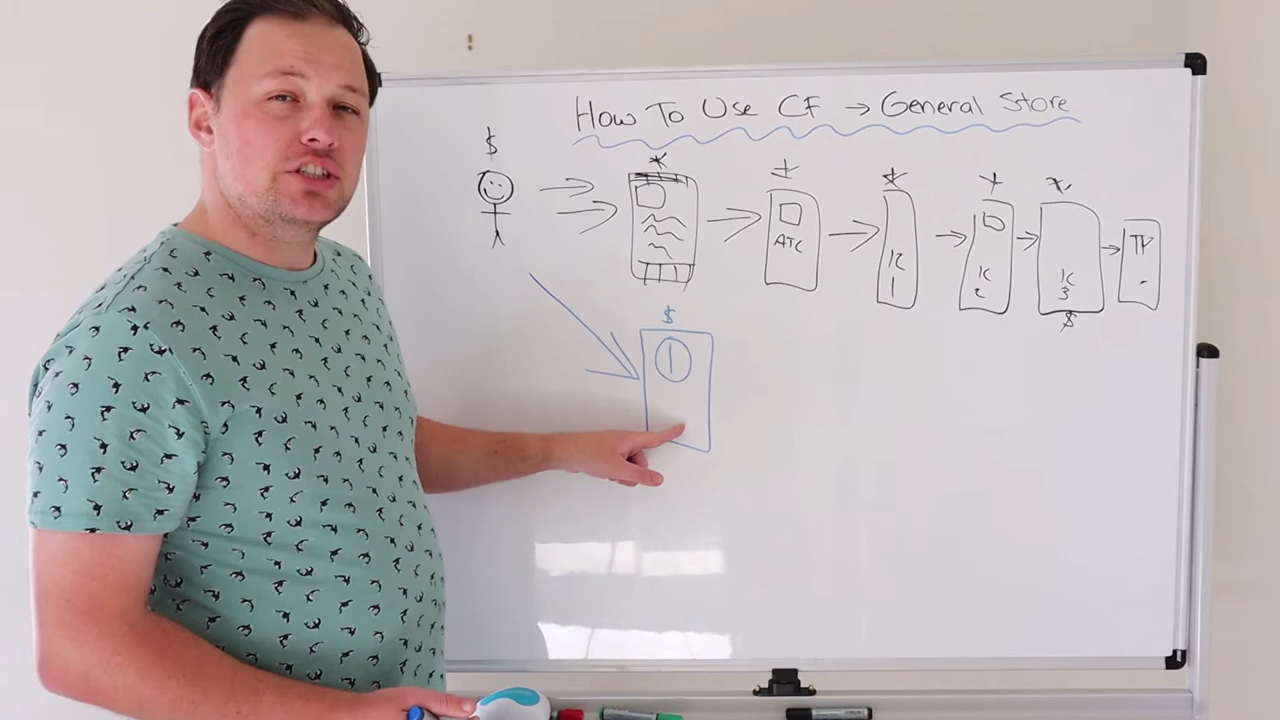 How To Use CF → General Store
$
ATC
1C
1
1C
2
1C
3
TY
$
$
1